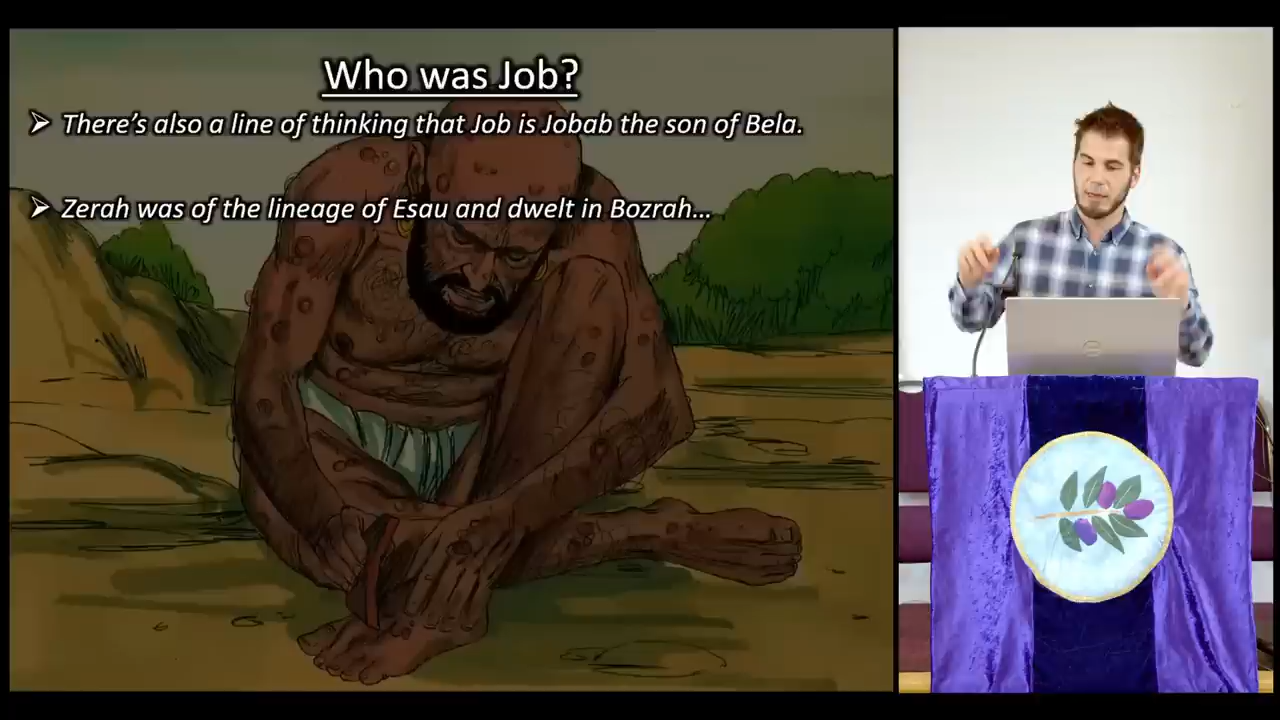 Who was Job?
➢ There's also a line of thinking that Job is Jobab the son of Bela.
➢ Zerah was of the lineage of Esau and dwelt in Bozrah...